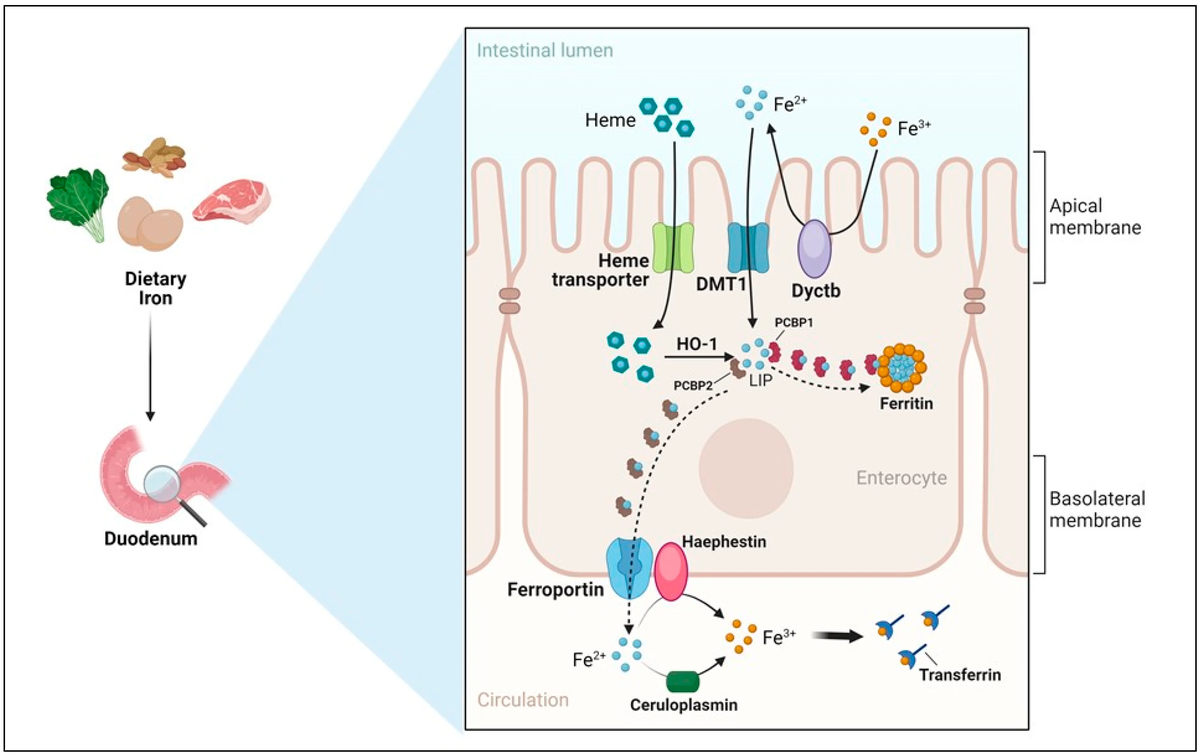 Intestinal lumen
Heme
Fe2+
Fe3+
Apical
membrane
Heme
transporter
DMT1
Dyctb
Dietary
Iron
HO-1
PCBP1
PCBP2
LIP
Ferritin
Enterocyte
Basolateral
membrane
Duodenum
Haephestin
Ferroportin
Fe2+
Fe3+
Transferrin
Ceruloplasmin
Circulation